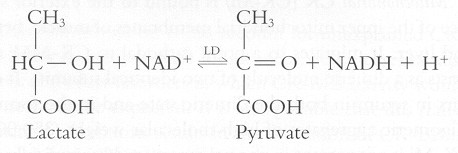 CH₃ CH₃
LD
HC—OH + NAD⁺ ⇌ C=O + NADH + H⁺
COOH COOH
Lactate Pyruvate